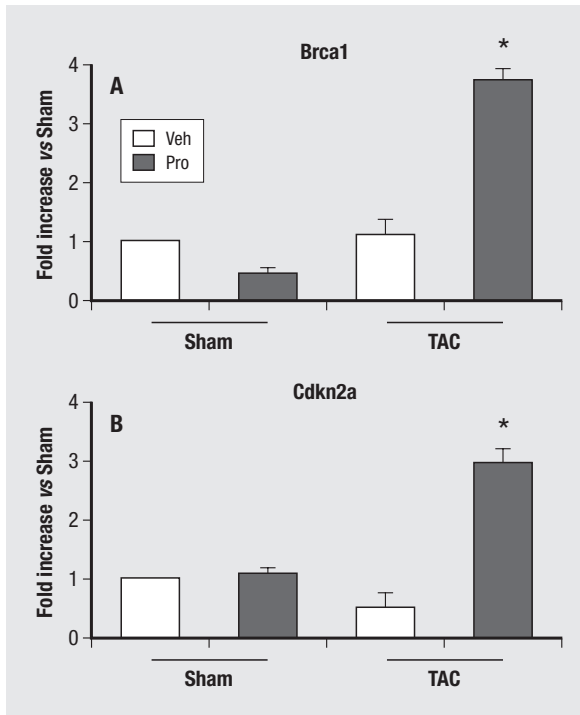 Brca1
*
A
Veh
Pro
Fold increase vs Sham
4
3
2
1
0
Sham
TAC
Cdkn2a
*
B
Fold increase vs Sham
4
3
2
1
0
Sham
TAC